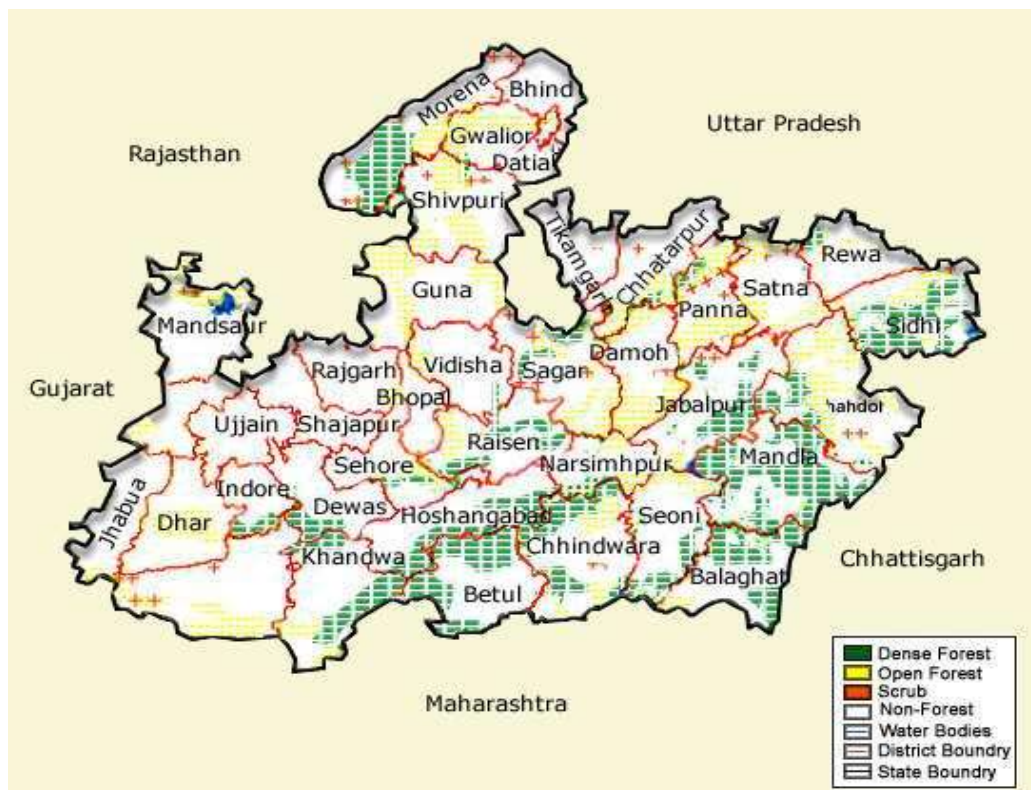 Bhind
Morena
Uttar Pradesh
Gwalior
Rajasthan
Datia
Shivpuri
Tikamgarh
Chhatarpur
Rewa
Guna
Satna
Panna
Mandsaur
Sidhi
Damoh
Vidisha
Sagar
Rajgarh
Gujarat
Bhopal
Jabalpur
hahdol
Ujjain
Shajapur
Raisen
Mandla
Sehore
Narsimhpur
Indore
Dewas
Jhabua
Hoshangabad
Seoni
Dhar
Chhindwara
Khandwa
Chhattisgarh
Balaghat
Betul
Maharashtra
Dense Forest
Open Forest
Scrub
Non-Forest
Water Bodies
District Boundry
State Boundry